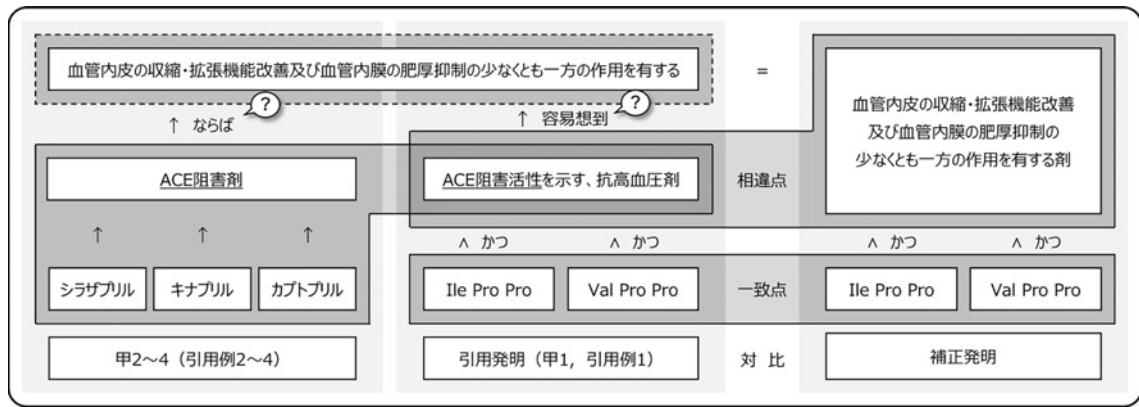 血管内皮の収縮・拡張機能改善及び血管内膜の肥厚抑制の少なくとも一方の作用を有する
=
血管内皮の収縮・拡張機能改善
及び血管内膜の肥厚抑制の
少なくとも一方の作用を有する剤
?
?
↑ ならば
↑ 容易想到
ACE阻害剤
ACE阻害活性を示す、抗高血圧剤
相違点
↑ ↑ ↑
∧ かつ ∧ かつ
∧ かつ ∧ かつ
シラザプリル
キナプリル
カプトプリル
Ile Pro Pro
Val Pro Pro
一致点
Ile Pro Pro
Val Pro Pro
甲2~4（引用例2~4）
引用発明（甲1，引用例1）
対 比
補正発明